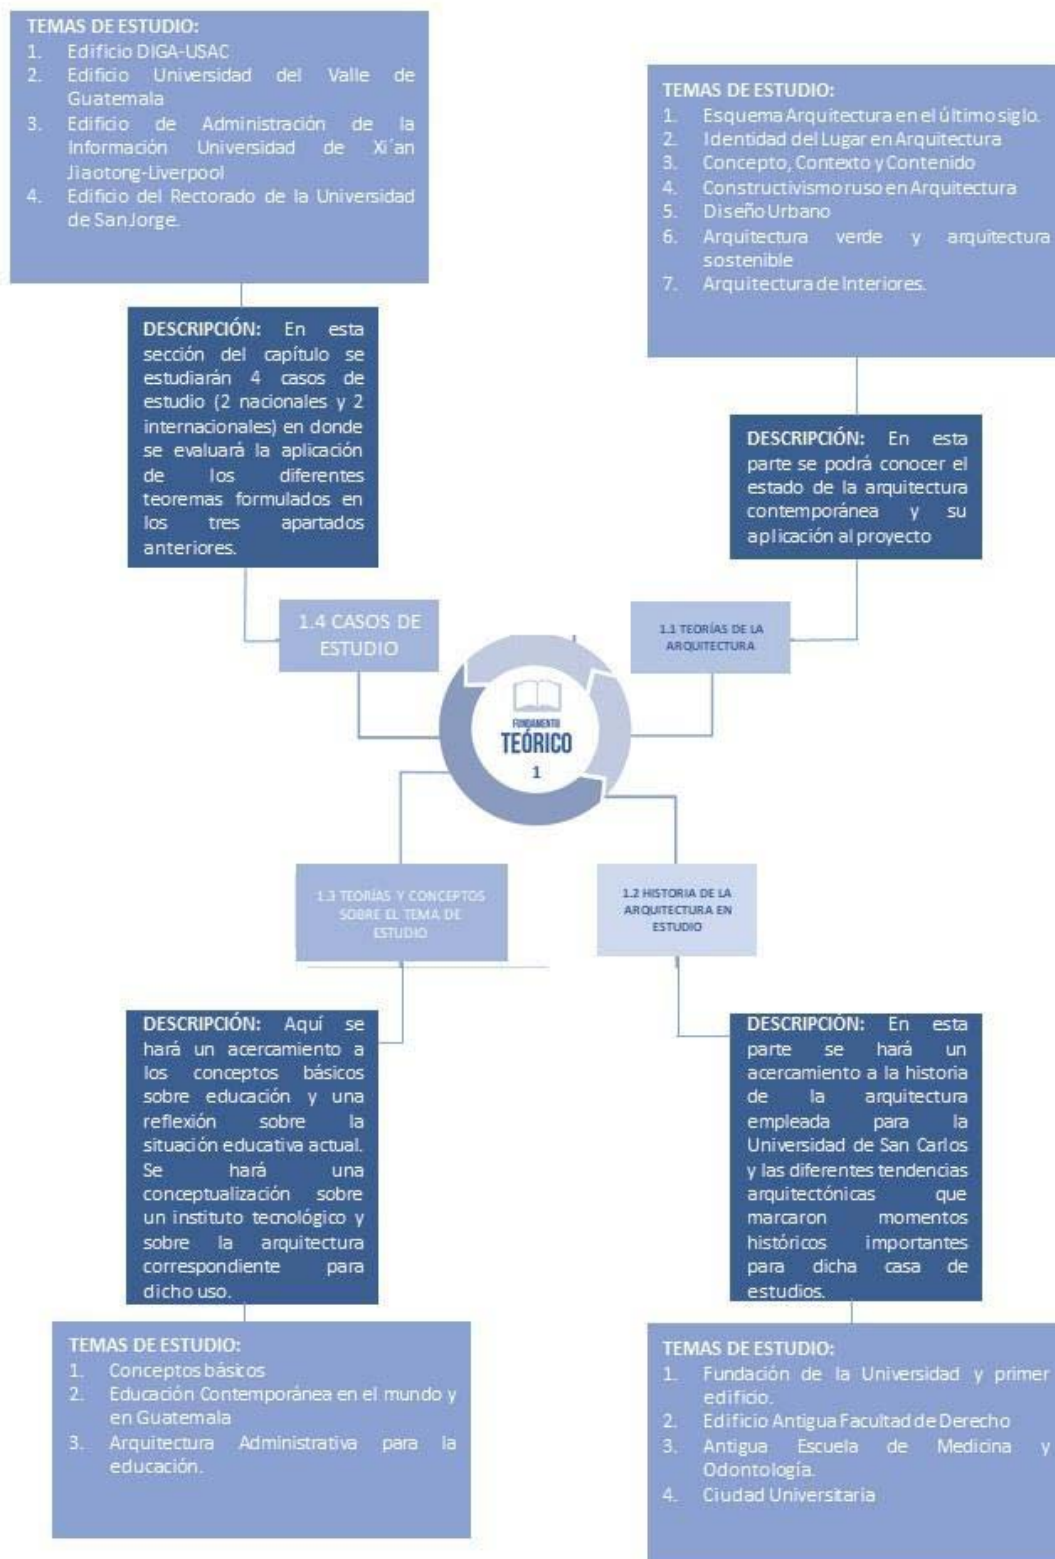 TEMAS DE ESTUDIO:
1. Edificio DIGA-USAC
2. Edificio Universidad del Valle de
Guatemala
3. Edificio de Administración de la
Información Universidad de Xi´an
Jiaotong-Liverpool
4. Edificio del Rectorado de la Universidad
de San Jorge.
DESCRIPCIÓN: En esta
sección del capítulo se
estudiarán 4 casos de
estudio (2 nacionales y 2
internacionales) en donde
se evaluará la aplicación
de los diferentes
teoremas formulados en
los tres apartados
anteriores.
1.4 CASOS DE
ESTUDIO
TEMAS DE ESTUDIO:
1. Esquema Arquitectura en el último siglo.
2. Identidad del Lugar en Arquitectura
3. Concepto, Contexto y Contenido
4. Constructivismo ruso en Arquitectura
5. Diseño Urbano
6. Arquitectura verde y arquitectura
sostenible
7. Arquitectura de Interiores.
DESCRIPCIÓN: En esta
parte se podrá conocer el
estado de la arquitectura
contemporánea y su
aplicación al proyecto
1.1 TEORÍAS DE LA
ARQUITECTURA
FUNDAMENTO
TEÓRICO
1
1.3 TEORÍAS Y CONCEPTOS
SOBRE EL TEMA DE
ESTUDIO
DESCRIPCIÓN: Aquí se
hará un acercamiento a
los conceptos básicos
sobre educación y una
reflexión sobre la
situación educativa actual.
Se hará una
conceptualización sobre
un instituto tecnológico y
sobre la arquitectura
correspondiente para
dicho uso.
TEMAS DE ESTUDIO:
1. Conceptos básicos
2. Educación Contemporánea en el mundo y
en Guatemala
3. Arquitectura Administrativa para la
educación.
1.2 HISTORIA DE LA
ARQUITECTURA EN
ESTUDIO
DESCRIPCIÓN: En esta
parte se hará un
acercamiento a la historia
de la arquitectura
empleada para la
Universidad de San Carlos
y las diferentes tendencias
arquitectónicas que
marcaron momentos
históricos importantes
para dicha casa de
estudios.
TEMAS DE ESTUDIO:
1. Fundación de la Universidad y primer
edificio.
2. Edificio Antigua Facultad de Derecho
3. Antigua Escuela de Medicina y
Odontología.
4. Ciudad Universitaria